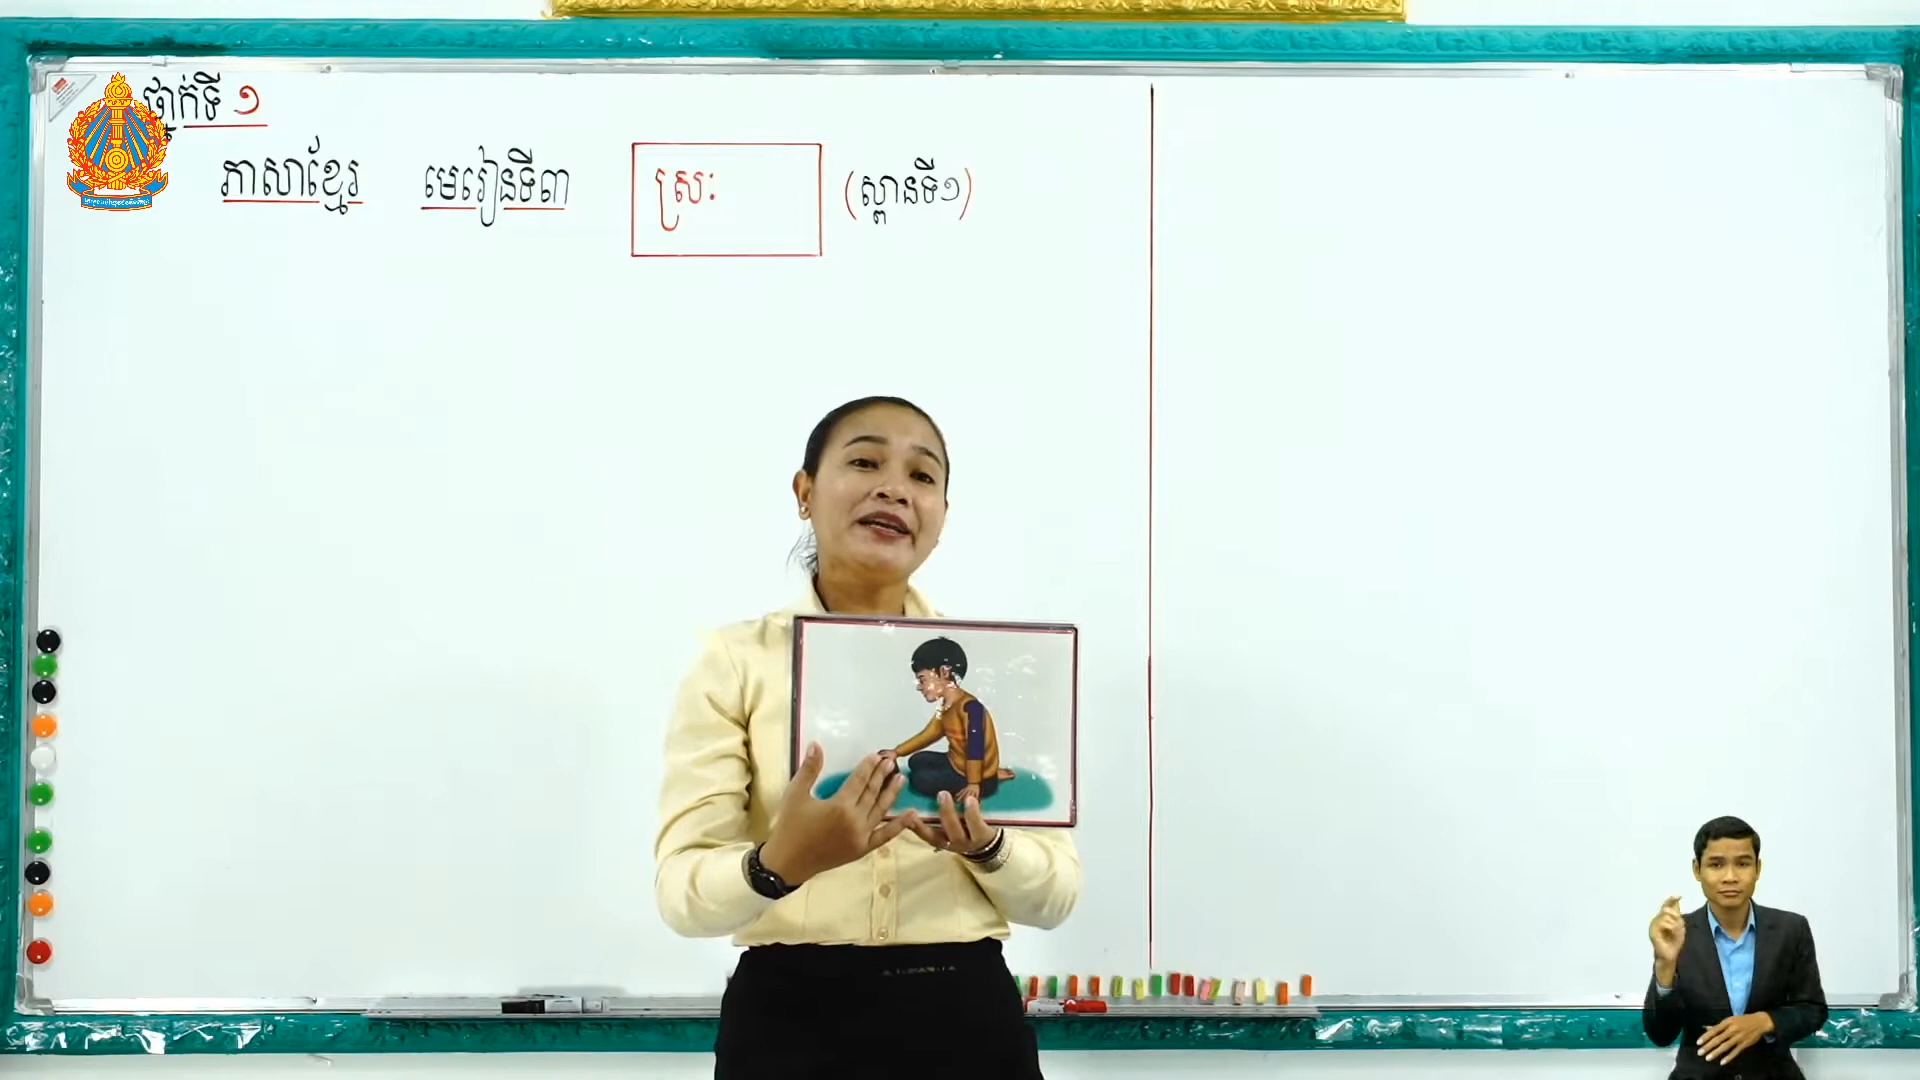 ថ្នាក់ទី ១
ភាសាខ្មែរ មេរៀនទី៣ ស្រៈ (ស្ពានទី១)